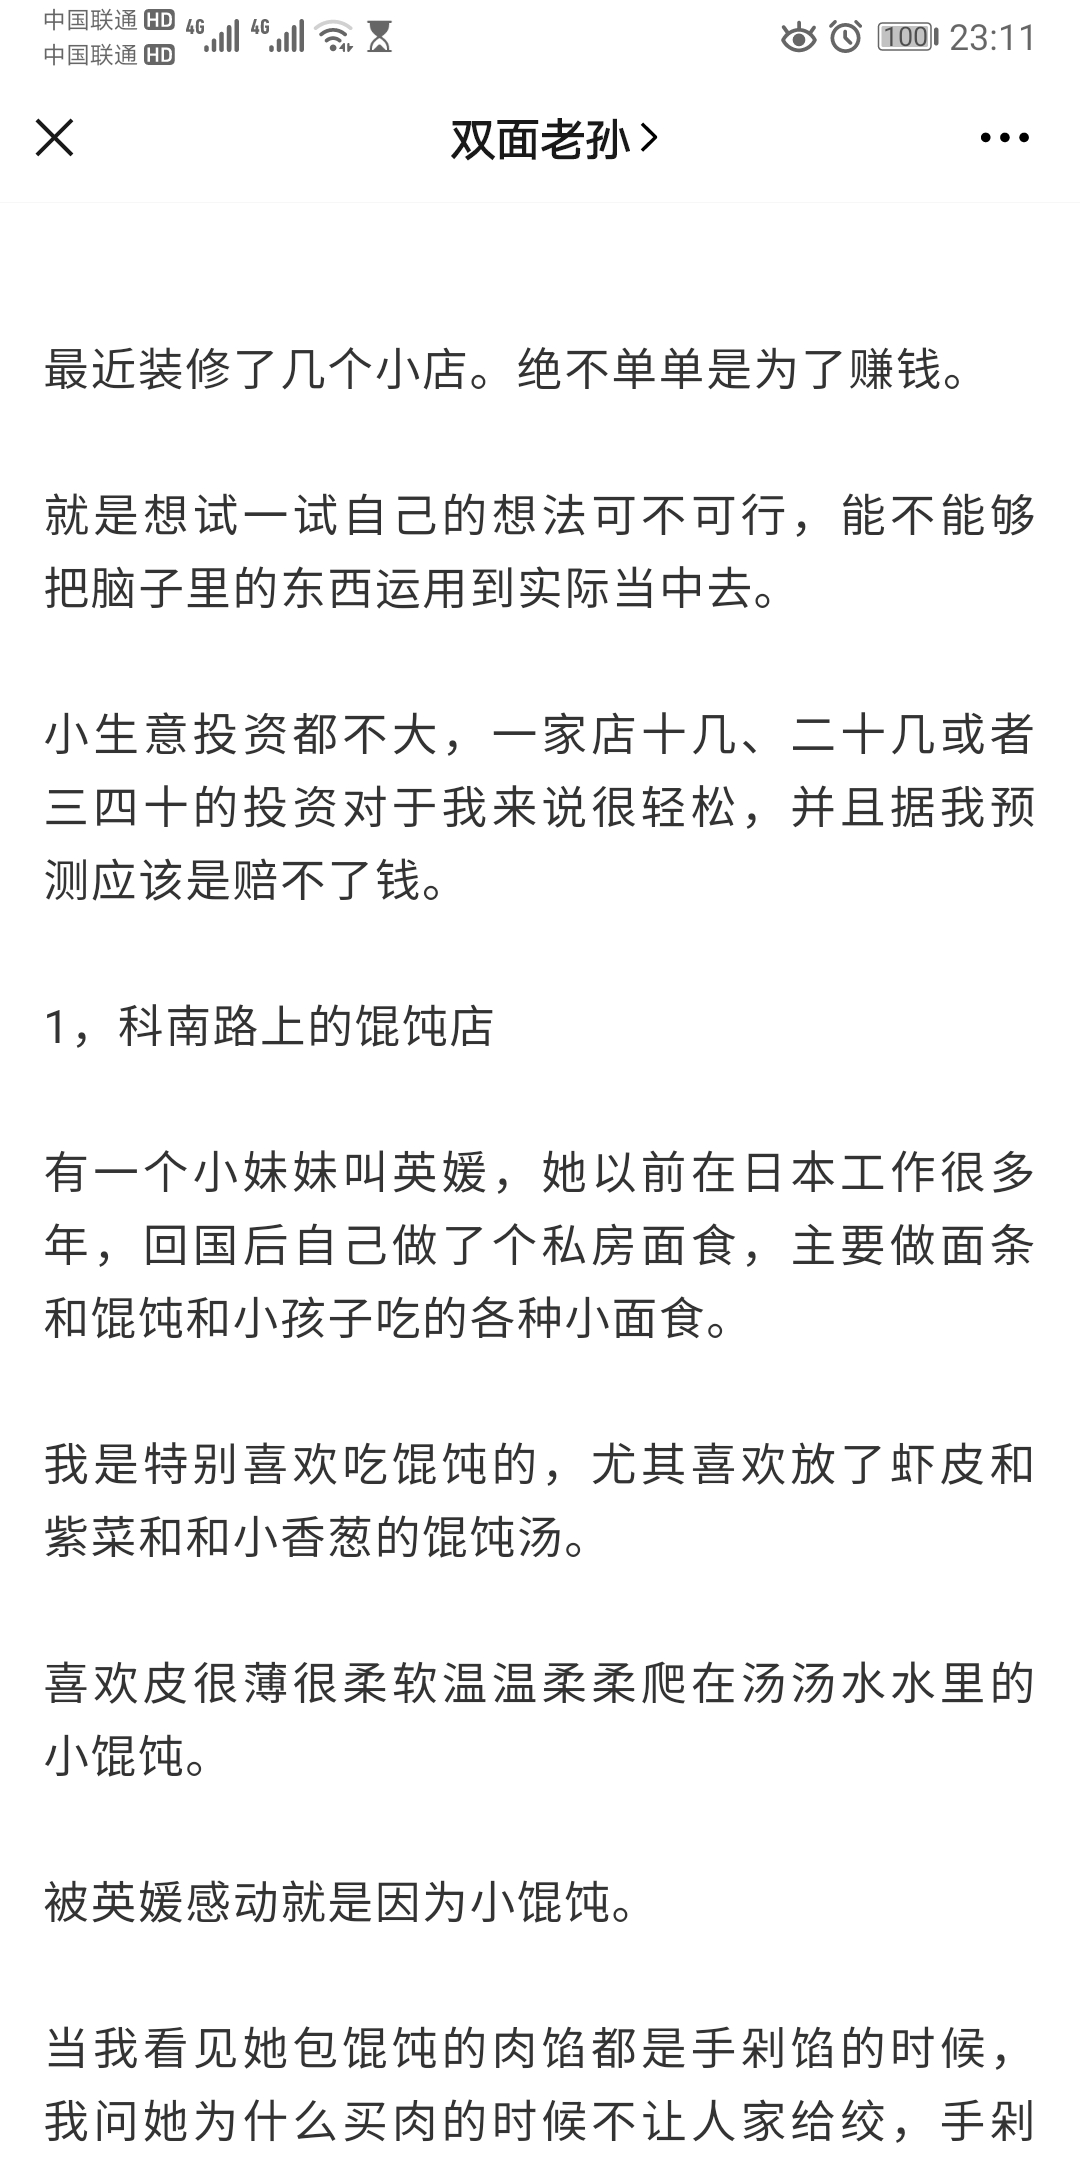 中国联通 HD 4G 4G 100 23:11
中国联通 HD
双面老孙
最近装修了几个小店。绝不单单是为了赚钱。
就是想试一试自己的想法可不可行，能不能够
把脑子里的东西运用到实际当中去。
小生意投资都不大，一家店十几、二十几或者
三四十的投资对于我来说很轻松，并且据我预
测应该是赔不了钱。
1，科南路上的馄饨店
有一个小妹妹叫英媛，她以前在日本工作很多
年，回国后自己做了个私房面食，主要做面条
和馄饨和小孩子吃的各种小面食。
我是特别喜欢吃馄饨的，尤其喜欢放了虾皮和
紫菜和和小香葱的馄饨汤。
喜欢皮很薄很柔软温温柔柔爬在汤汤水水里的
小馄饨。
被英媛感动就是因为小馄饨。
当我看见她包馄饨的肉馅都是手剁馅的时候，
我问她为什么买肉的时候不让人家给绞，手剁